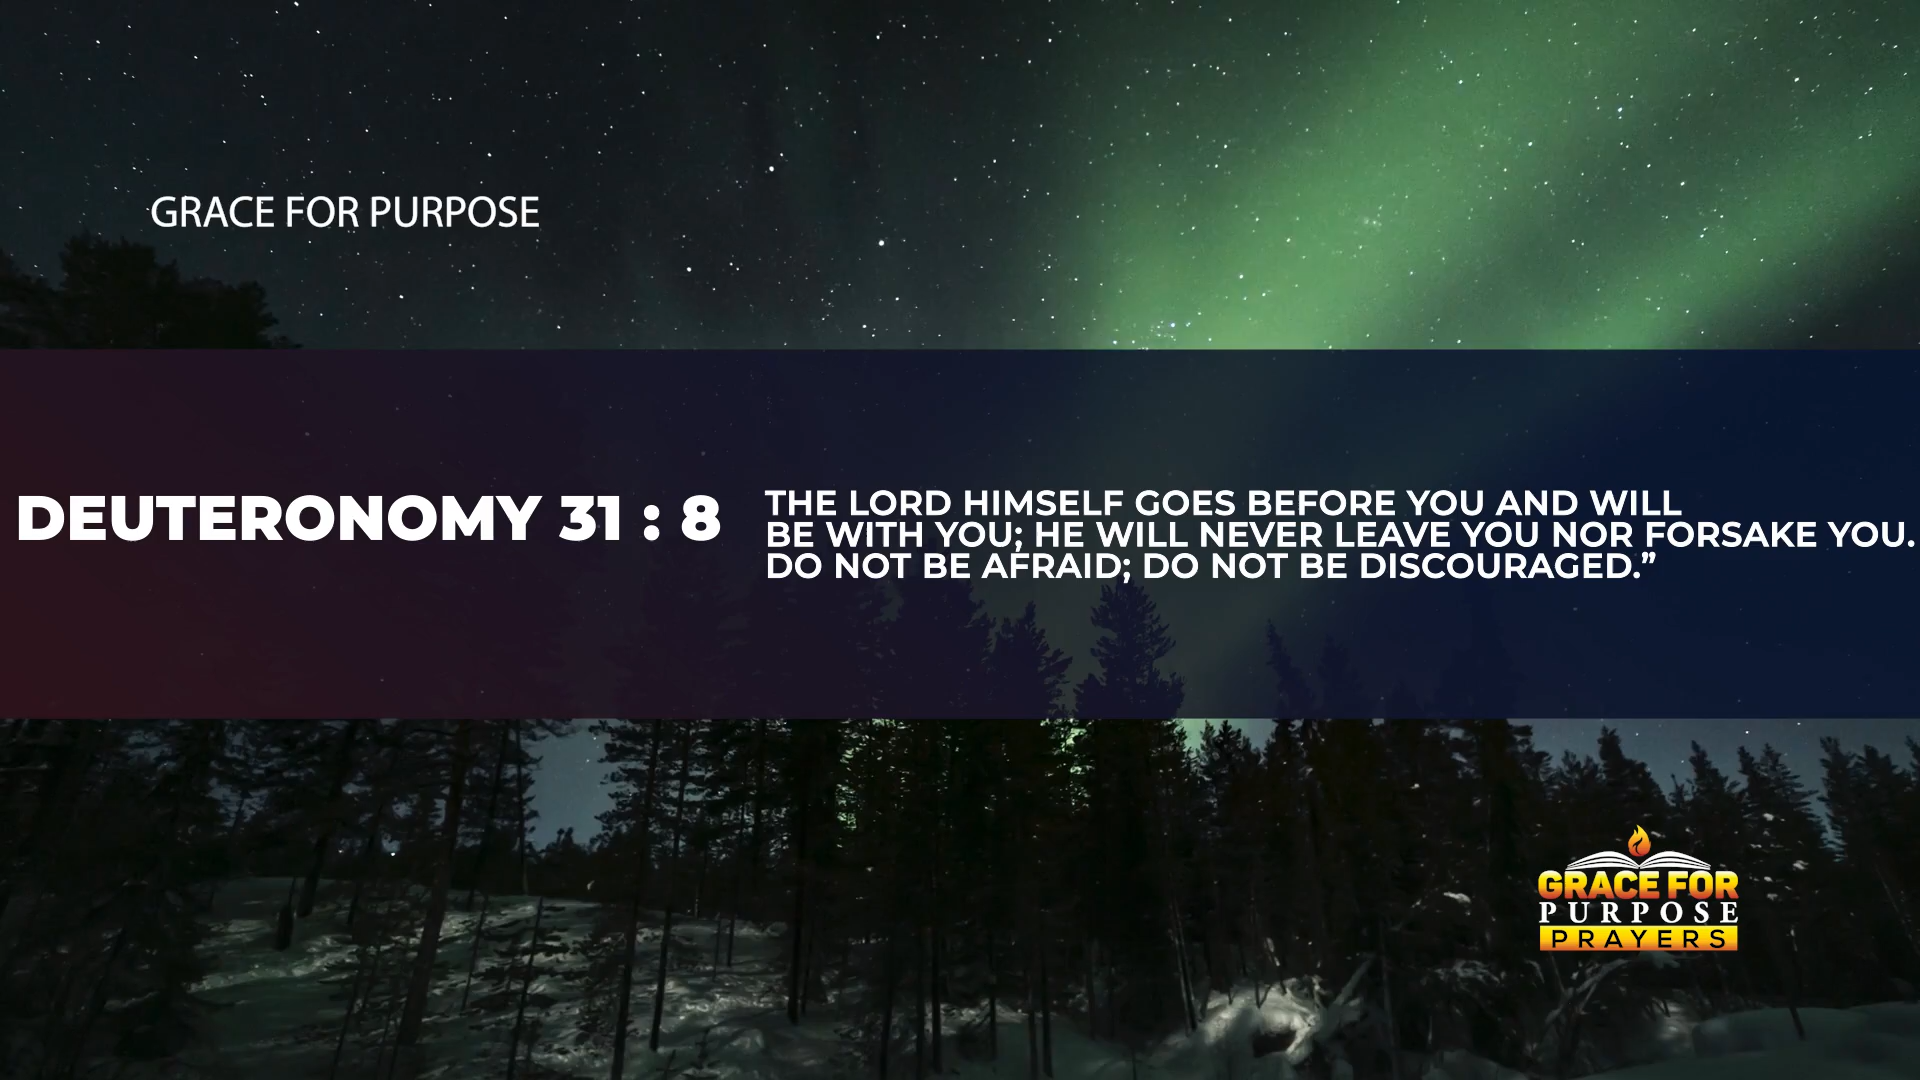 GRACE FOR PURPOSE
DEUTERONOMY 31 : 8
THE LORD HIMSELF GOES BEFORE YOU AND WILL
BE WITH YOU; HE WILL NEVER LEAVE YOU NOR FORSAKE YOU.
DO NOT BE AFRAID; DO NOT BE DISCOURAGED.”
GRACE FOR
PURPOSE
PRAYERS